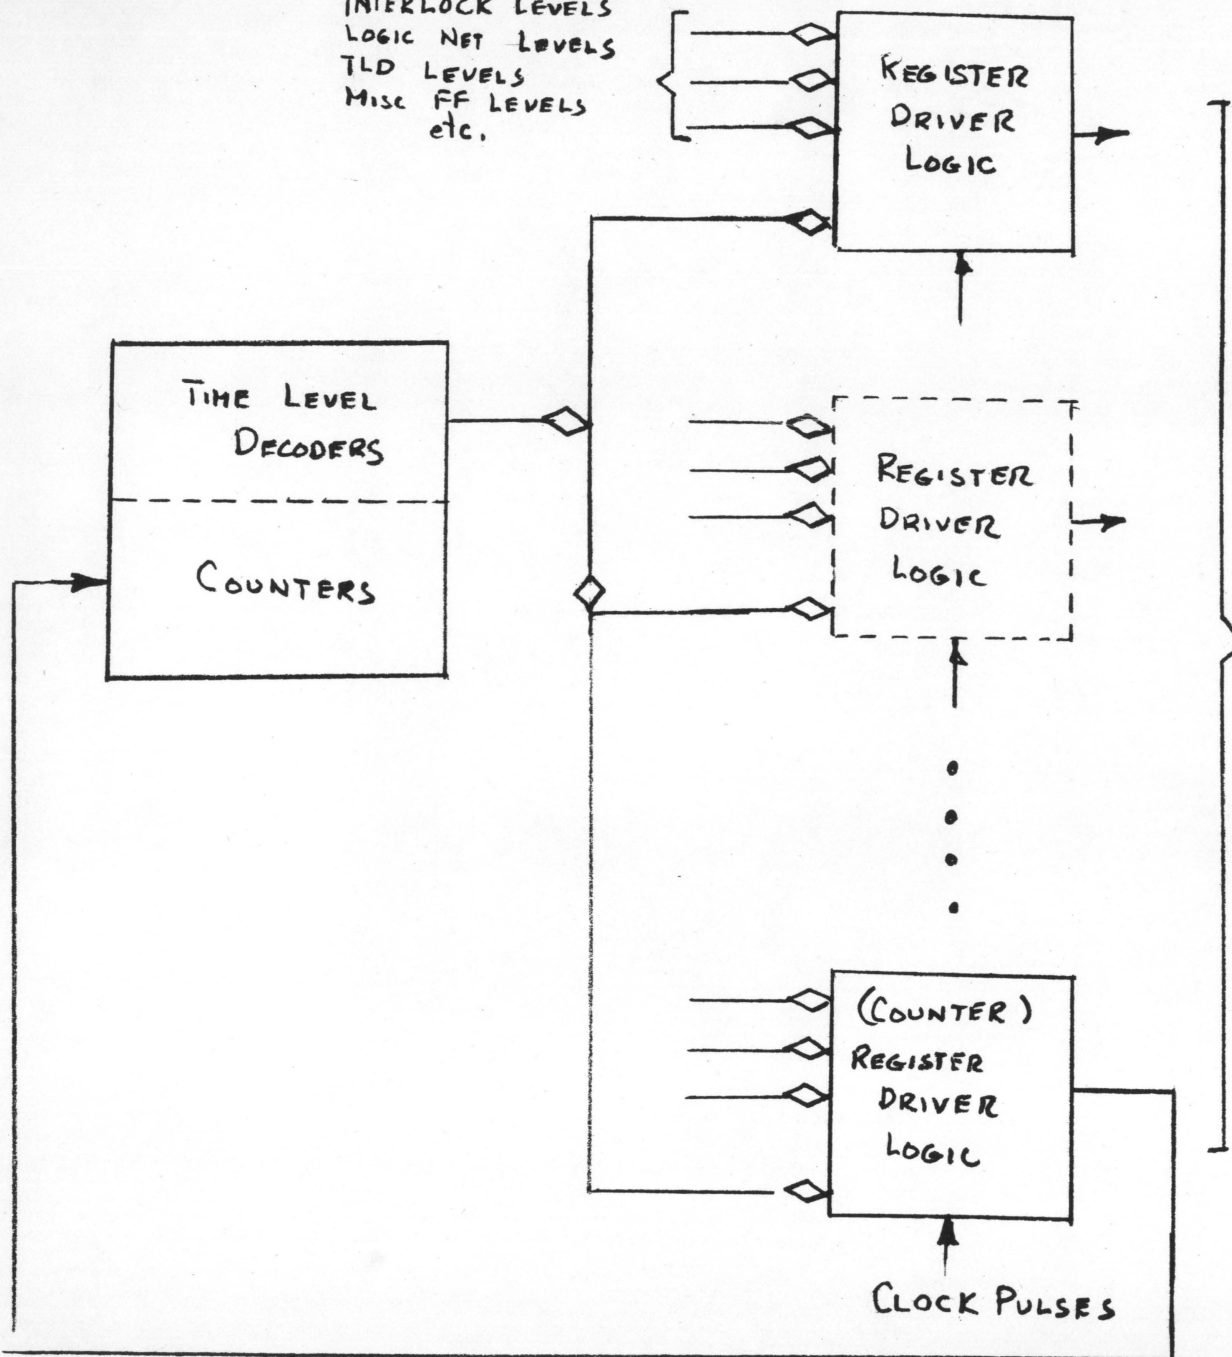 INTERLOCK LEVELS
LOGIC NET LEVELS
TLD LEVELS
MISC FF LEVELS
etc.
REGISTER
DRIVER
LOGIC
TIME LEVEL
DECODERS
COUNTERS
REGISTER
DRIVER
LOGIC
(COUNTER)
REGISTER
DRIVER
LOGIC
CLOCK PULSES